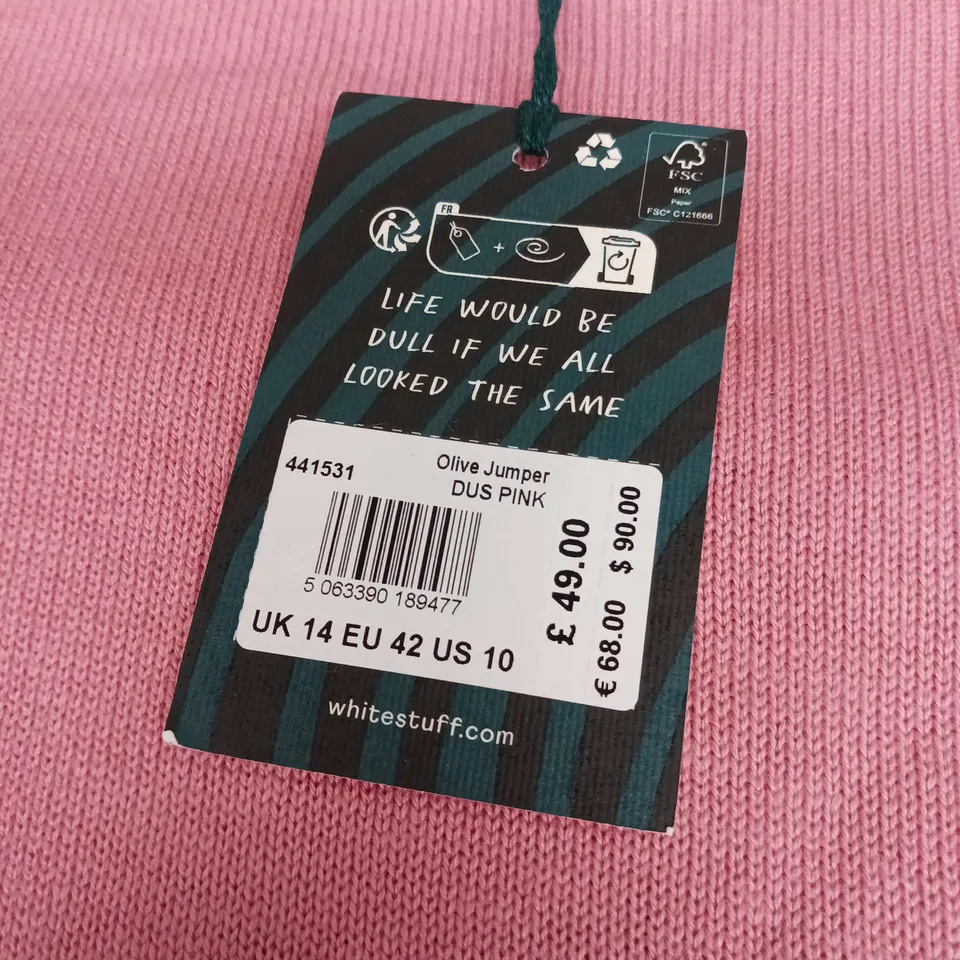 FSC
MIX
Paper
FSC® C121666
FR
+
LIFE WOULD BE
DULL IF WE ALL
LOOKED THE SAME
441531
Olive Jumper
DUS PINK
5 063390 189477
UK 14 EU 42 US 10
£ 49.00
€ 68.00 $ 90.00
whitestuff.com